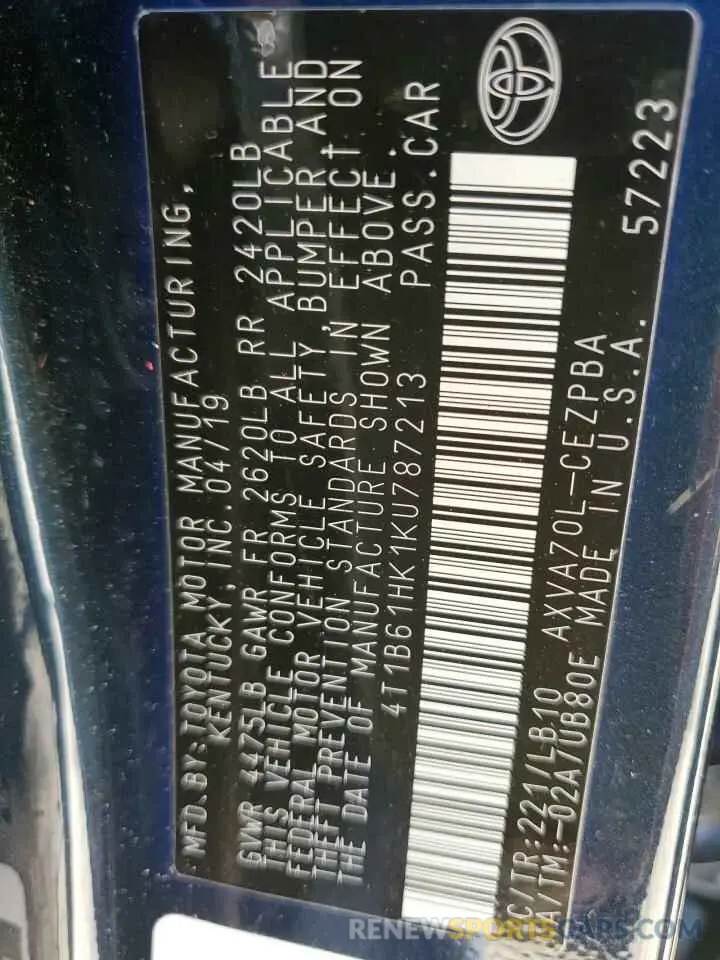 MFD.BY:TOYOTA MOTOR MANUFACTURING,
KENTUCKY, INC.04/19
GVWR 4475LB GAWR FR 2620LB RR 2420LB
THIS VEHICLE CONFORMS TO ALL APPLICABLE
FEDERAL MOTOR VEHICLE SAFETY,BUMPER,AND
THEFT PREVENTION STANDARDS IN EFFECT ON
THE DATE OF MANUFACTURE SHOWN ABOVE.
4T1B61HK1KU787213 PASS.CAR
C/TR:221/LB10 AXVA70L-CEZPBA
A/TM:-02A/UB80E MADE IN U.S.A. 57223
RENEWSPORTSCARS.COM